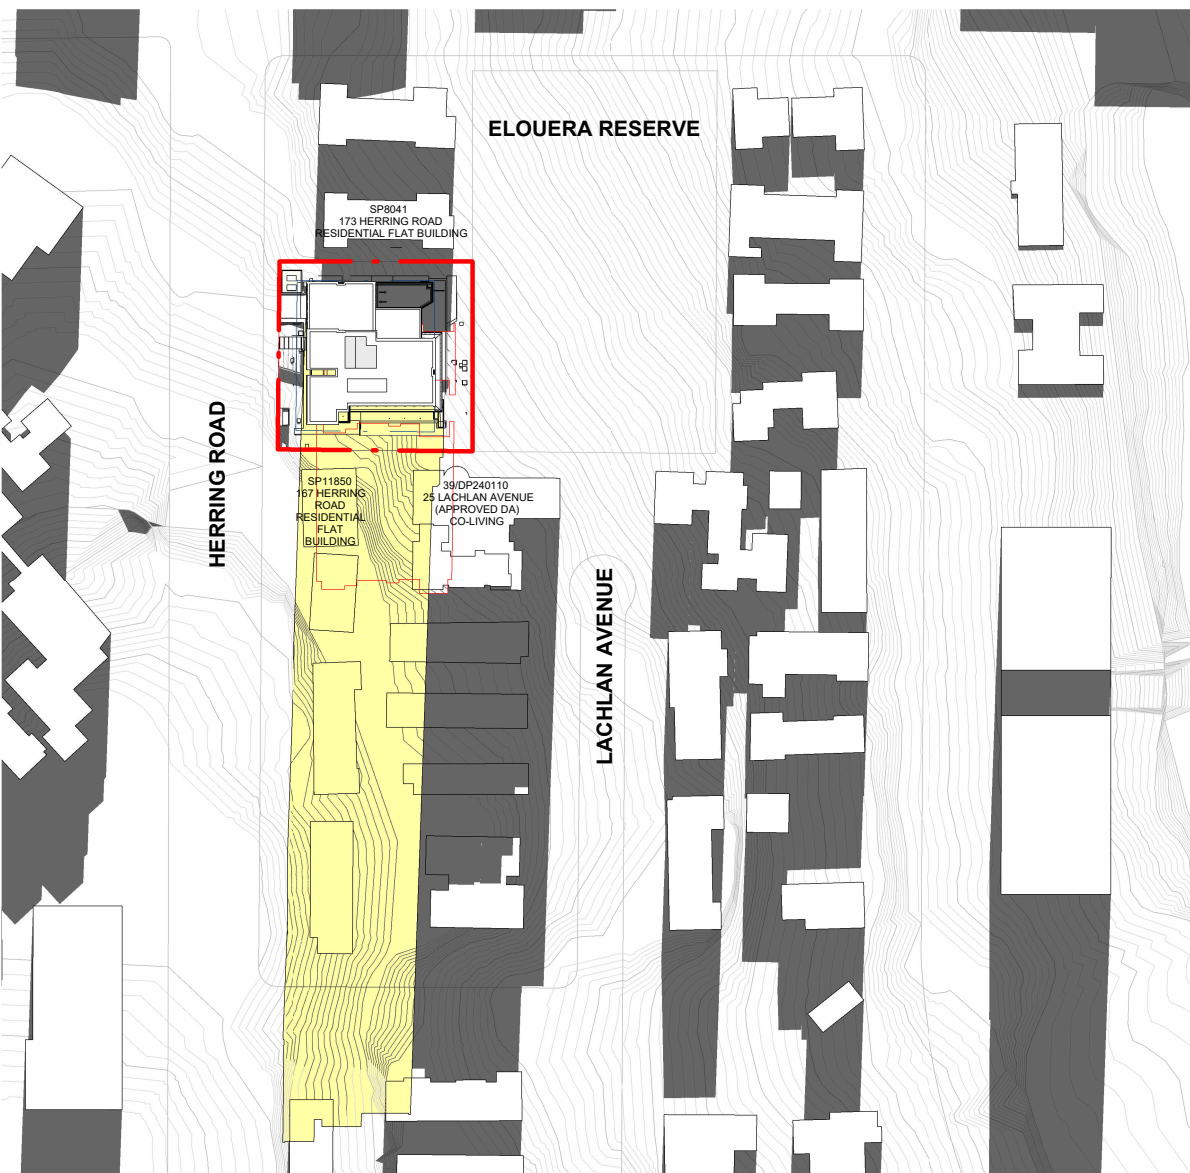 ELOUERA RESERVE
SP8041
173 HERRING ROAD
RESIDENTIAL FLAT BUILDING
HERRING ROAD
SP11850
167 HERRING
ROAD
RESIDENTIAL
FLAT
BUILDING
39/DP240110
25 LACHLAN AVENUE
(APPROVED DA)
CO-LIVING
LACHLAN AVENUE